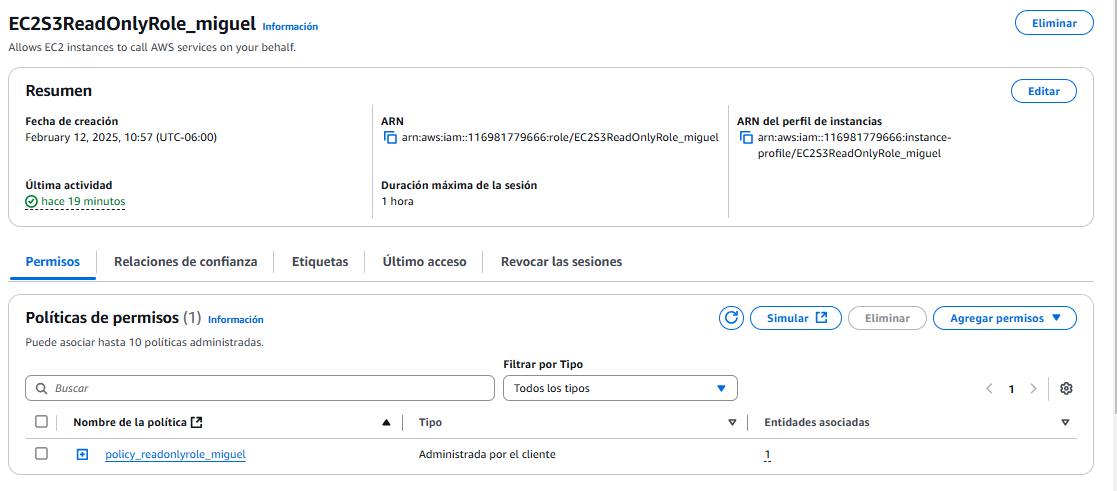 EC2S3ReadOnlyRole_miguel Información
Eliminar
Allows EC2 instances to call AWS services on your behalf.
Resumen
Editar
Fecha de creación
February 12, 2025, 10:57 (UTC-06:00)
ARN
arn:aws:iam::116981779666:role/EC2S3ReadOnlyRole_miguel
ARN del perfil de instancias
arn:aws:iam::116981779666:instance-
profile/EC2S3ReadOnlyRole_miguel
Última actividad
hace 19 minutos
Duración máxima de la sesión
1 hora
Permisos
Relaciones de confianza
Etiquetas
Último acceso
Revocar las sesiones
Políticas de permisos (1) Información
Simular
Eliminar
Agregar permisos
Puede asociar hasta 10 políticas administradas.
Filtrar por Tipo
Buscar
Todos los tipos
1
Nombre de la política
Tipo
Entidades asociadas
policy_readonlyrole_miguel
Administrada por el cliente
1